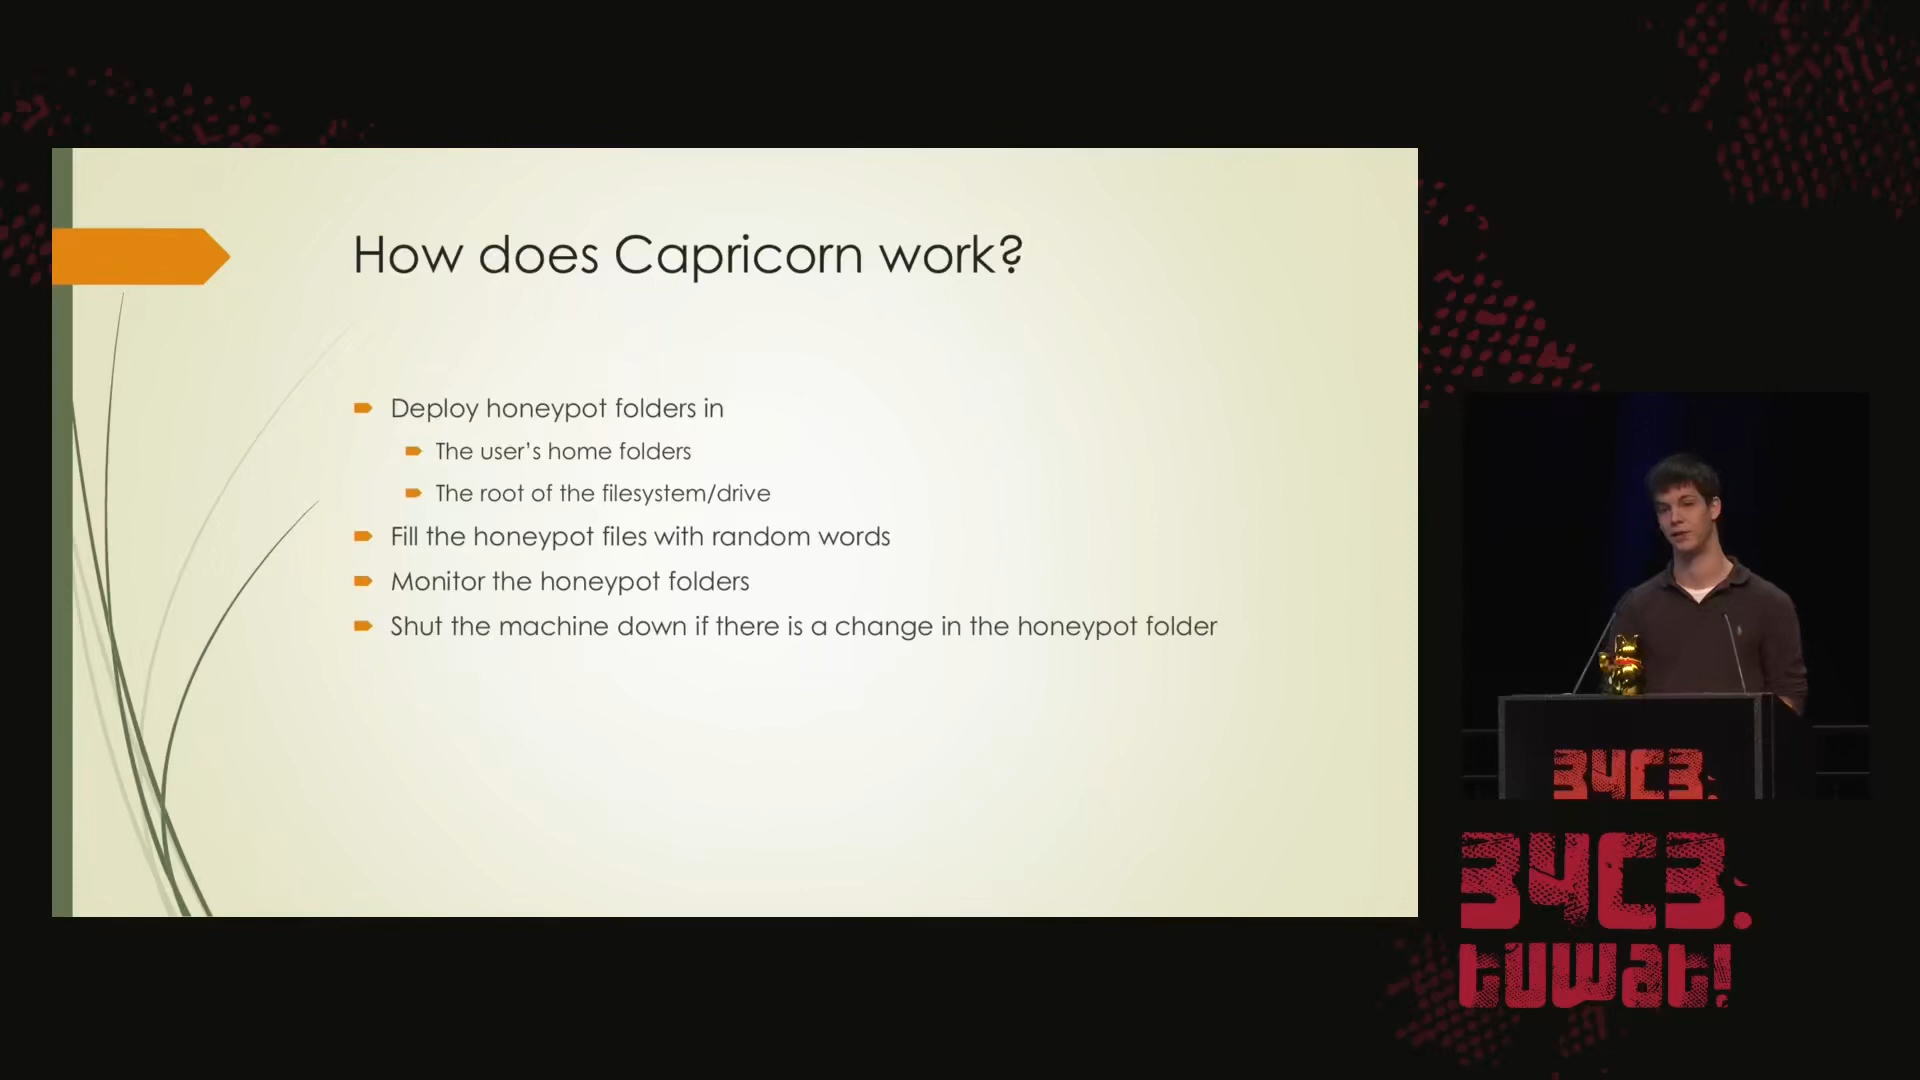 How does Capricorn work?
Deploy honeypot folders in
The user's home folders
The root of the filesystem/drive
Fill the honeypot files with random words
Monitor the honeypot folders
Shut the machine down if there is a change in the honeypot folder
34C3.
34C3.
tuwat!